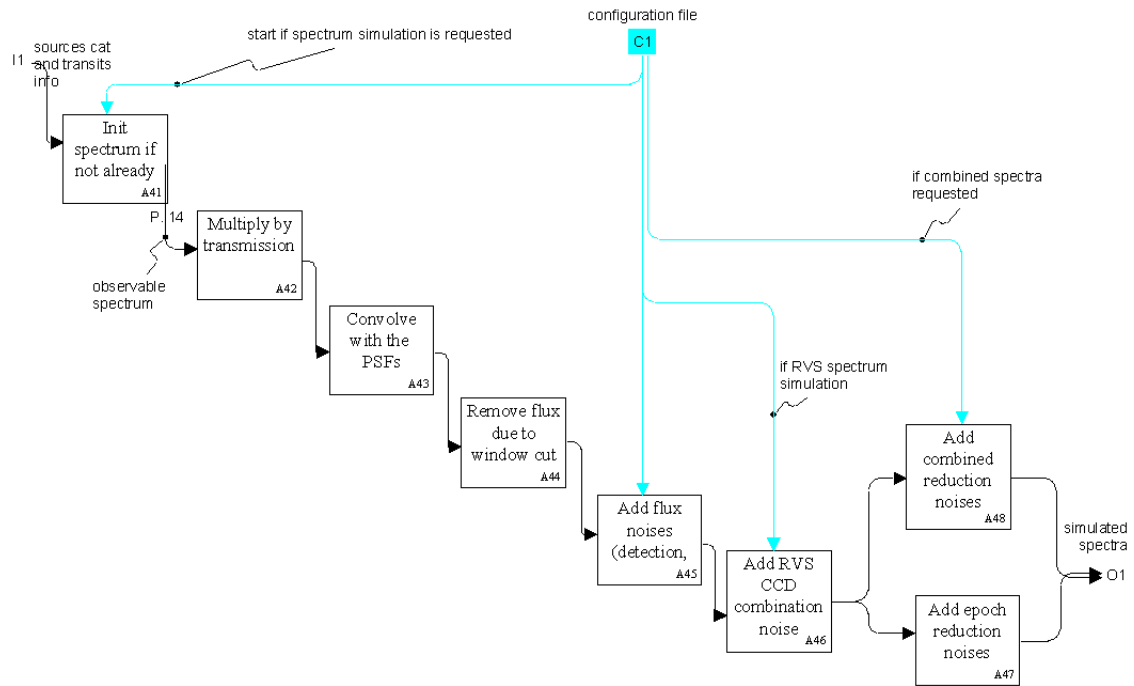 configuration file
C1
start if spectrum simulation is requested
sources cat
and transits
info
I1
Init
spectrum if
not already
A41
P. 14
observable
spectrum
Multiply by
transmission
A42
Convolve
with the
PSFs
A43
Remove flux
due to
window cut
A44
Add flux
noises
(detection,
A45
if RVS spectrum
simulation
Add RVS
CCD
combination
noise
A46
if combined spectra
requested
Add
combined
reduction
noises
A48
Add epoch
reduction
noises
A47
simulated
spectra
O1